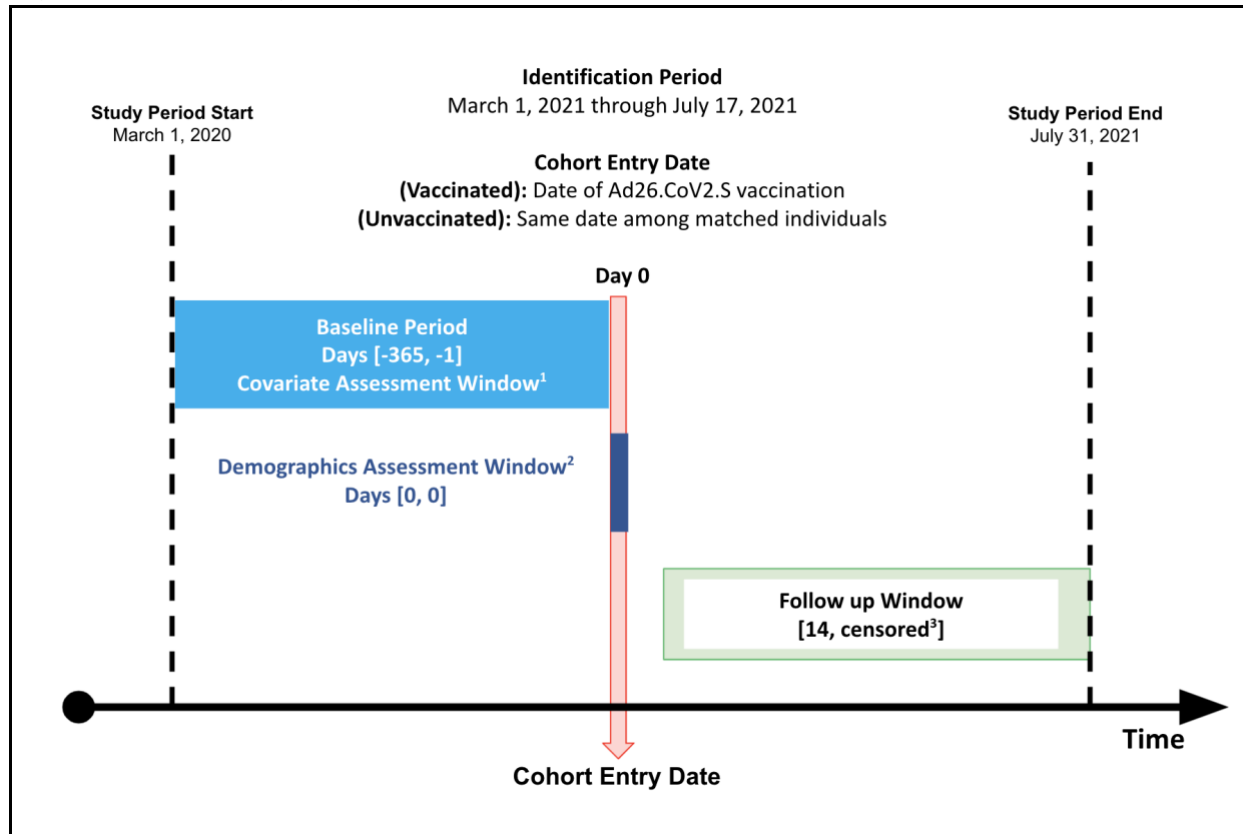 Identification Period
March 1, 2021 through July 17, 2021
Study Period Start
March 1, 2020
Study Period End
July 31, 2021
Cohort Entry Date
(Vaccinated): Date of Ad26.CoV2.S vaccination
(Unvaccinated): Same date among matched individuals
Day 0
Baseline Period
Days [-365, -1]
Covariate Assessment Window¹
Demographics Assessment Window²
Days [0, 0]
Follow up Window
[14, censored³]
Time
Cohort Entry Date